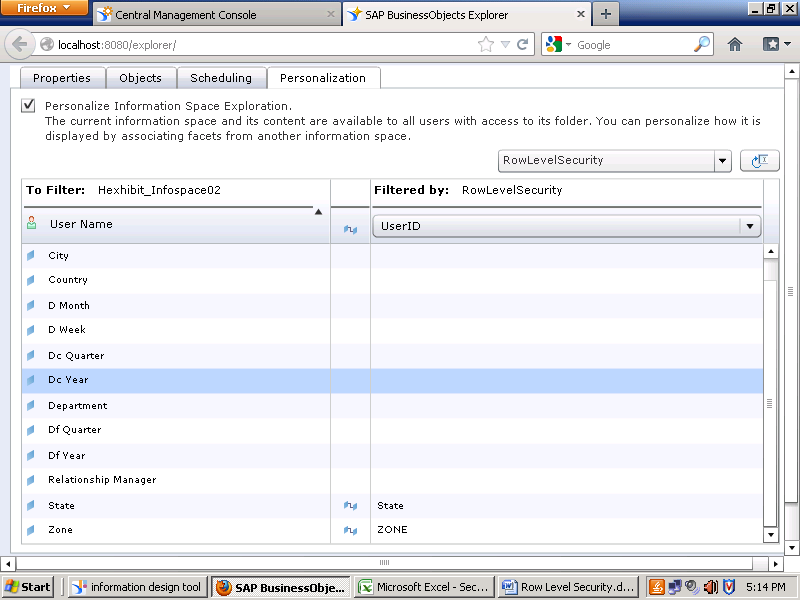 Firefox
Central Management Console
SAP BusinessObjects Explorer
localhost:8080/explorer/
Google
Properties
Objects
Scheduling
Personalization
Personalize Information Space Exploration.
The current information space and its content are available to all users with access to its folder. You can personalize how it is
displayed by associating facets from another information space.
RowLevelSecurity
To Filter: Hexhibit_Infospace02
Filtered by: RowLevelSecurity
User Name
UserID
City
Country
D Month
D Week
Dc Quarter
Dc Year
Department
Df Quarter
Df Year
Relationship Manager
State State
Zone ZONE
Start
information design tool
SAP BusinessObje...
Microsoft Excel - Sec...
Row Level Security.d...
5:14 PM